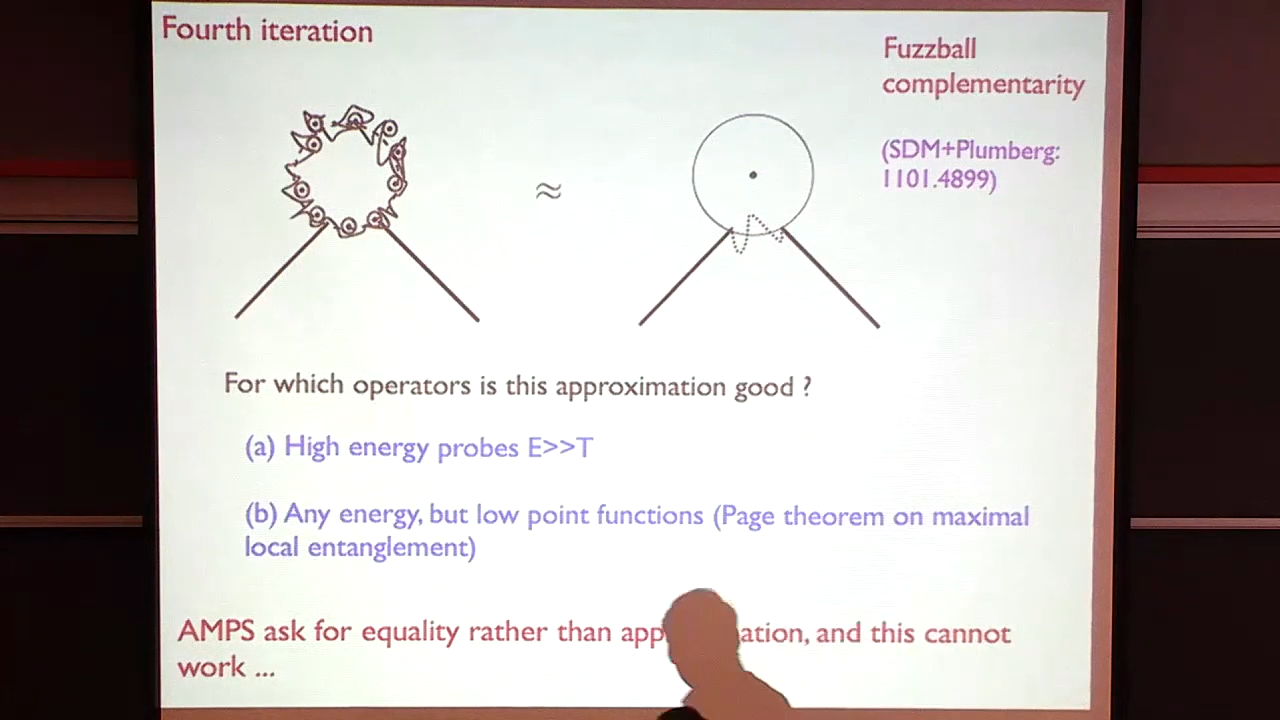 Fourth iteration
Fuzzball
complementarity
(SDM+Plumberg:
1101.4899)
≈
For which operators is this approximation good ?
(a) High energy probes E>>T
(b) Any energy, but low point functions (Page theorem on maximal
local entanglement)
AMPS ask for equality rather than app ation, and this cannot
work ...